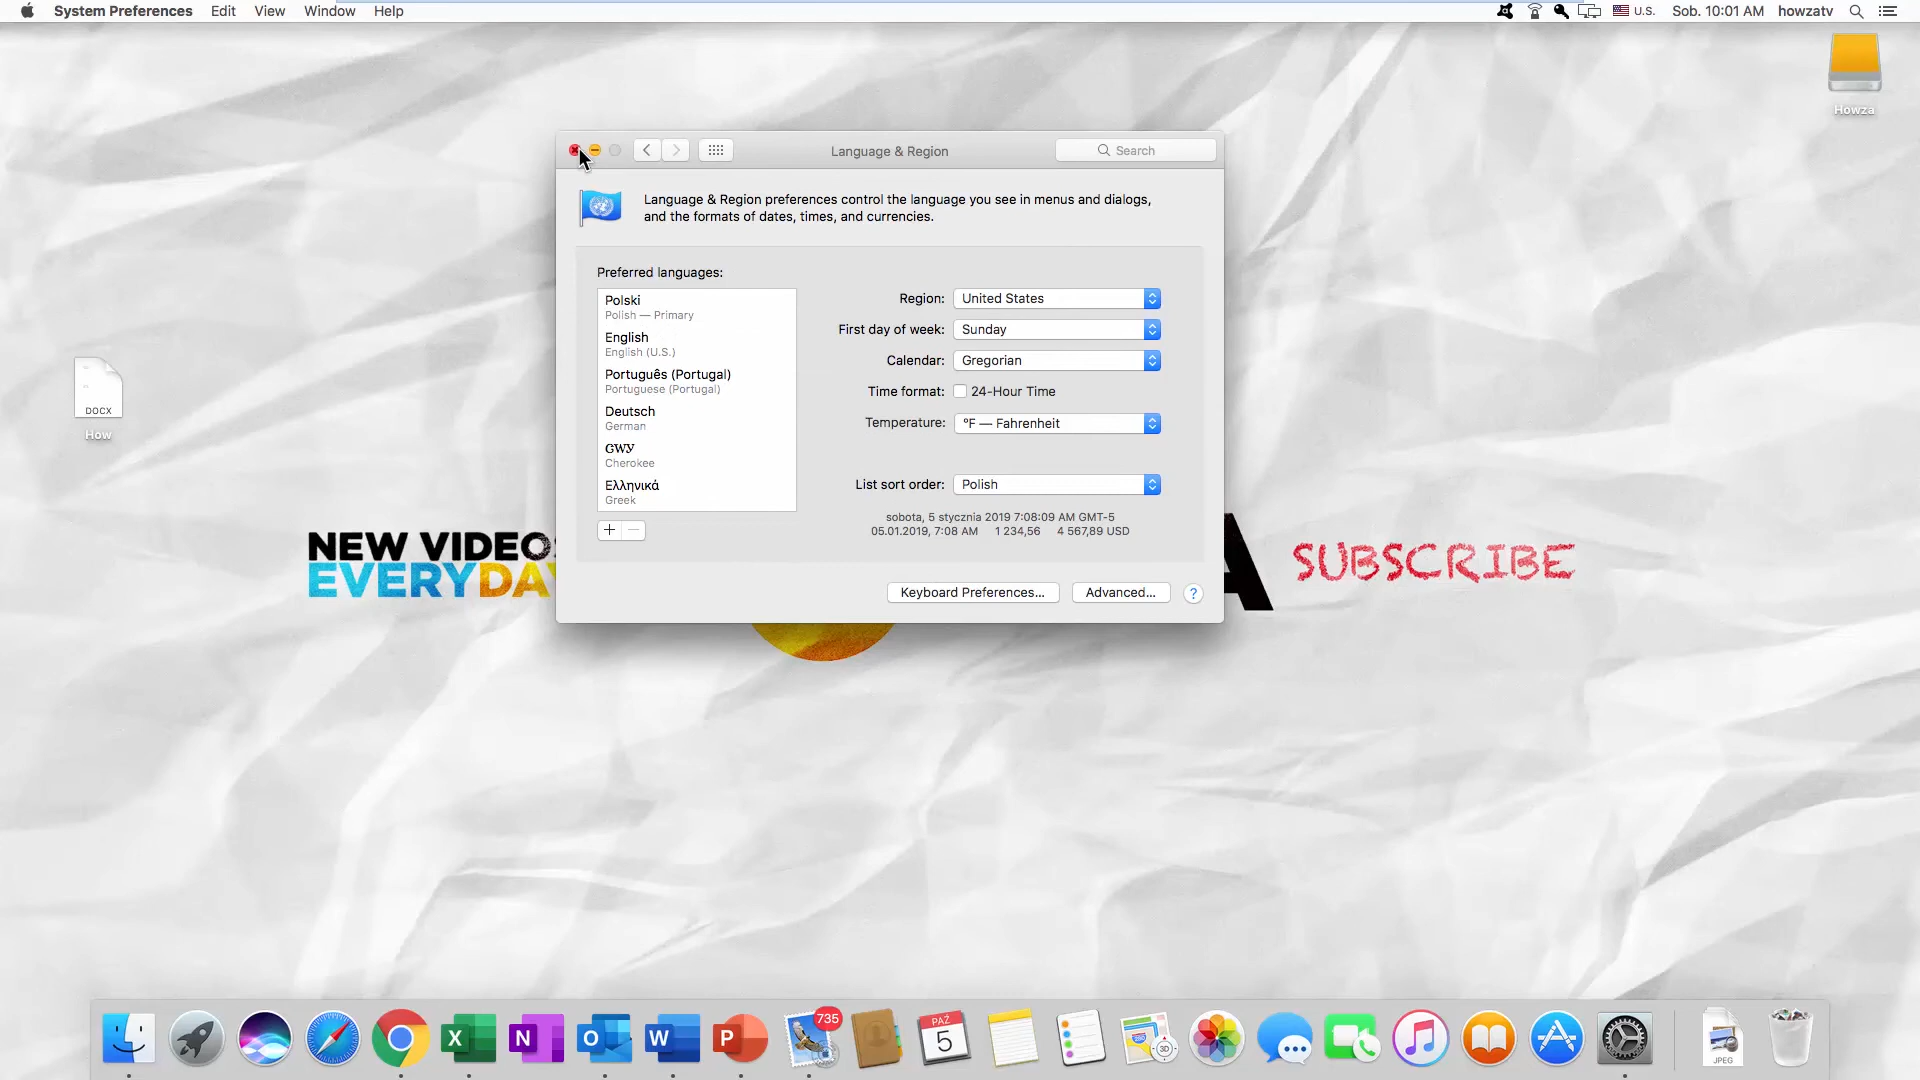 System Preferences Edit View Window Help
U.S. Sob. 10:01 AM howzatv
Howza
Language & Region
Search
Language & Region preferences control the language you see in menus and dialogs,
and the formats of dates, times, and currencies.
Preferred languages:
Polski
Polish — Primary
English
English (U.S.)
Português (Portugal)
Portuguese (Portugal)
Deutsch
German
ᏣᎳᎩ
Cherokee
Ελληνικά
Greek
Region: United States
First day of week: Sunday
Calendar: Gregorian
Time format: 24-Hour Time
Temperature: °F — Fahrenheit
List sort order: Polish
sobota, 5 stycznia 2019 7:08:09 AM GMT-5
05.01.2019, 7:08 AM 1 234,56 4 567,89 USD
Keyboard Preferences... Advanced... ?
DOCX
How
NEW VIDEO
EVERYDA
A
SUBSCRIBE
X
N
O
W
P
735
PAŹ
5
280
3D
JPEG